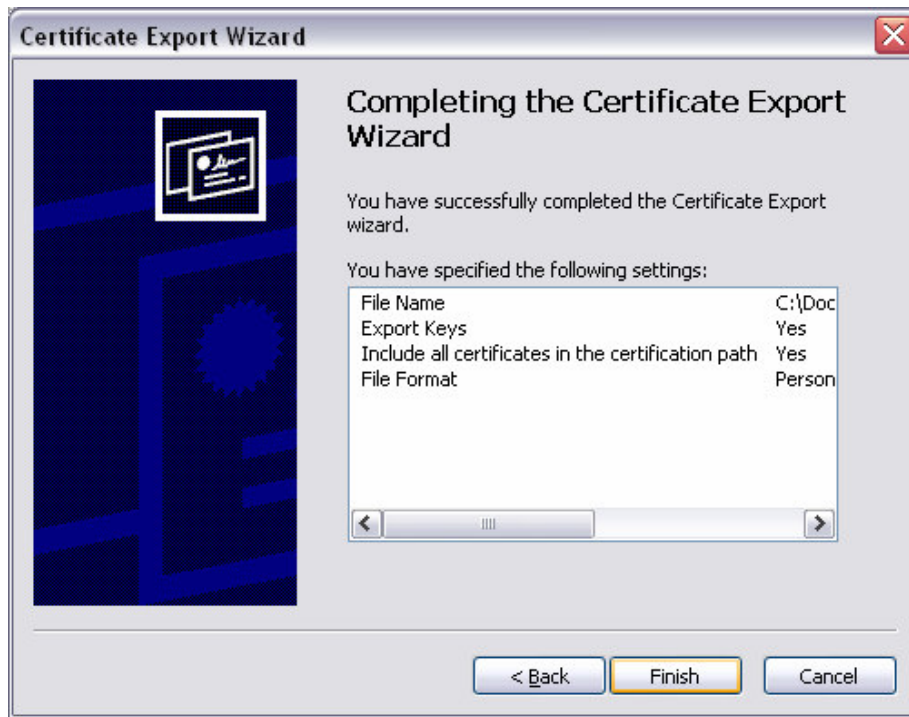 Certificate Export Wizard
Completing the Certificate Export
Wizard
You have successfully completed the Certificate Export
wizard.
You have specified the following settings:
File Name C:\Doc
Export Keys Yes
Include all certificates in the certification path Yes
File Format Person
< Back Finish Cancel